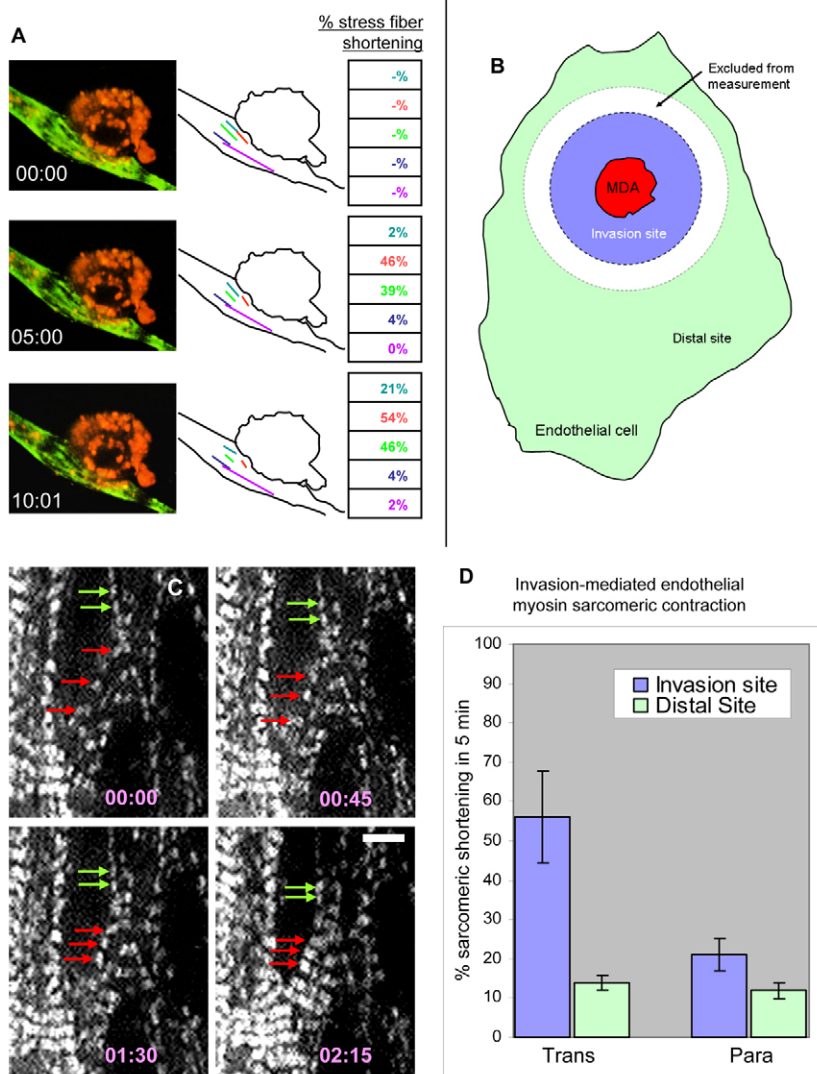 A
% stress fiber
shortening
00:00
-%
-%
-%
-%
-%
05:00
2%
46%
39%
4%
0%
10:01
21%
54%
46%
4%
2%
B
Excluded from
measurement
MDA
Invasion site
Distal site
Endothelial cell
C
00:00
00:45
01:30
02:15
D
Invasion-mediated endothelial
myosin sarcomeric contraction
% sarcomeric shortening in 5 min
100
90
80
70
60
50
40
30
20
10
0
Invasion site
Distal Site
Trans
Para